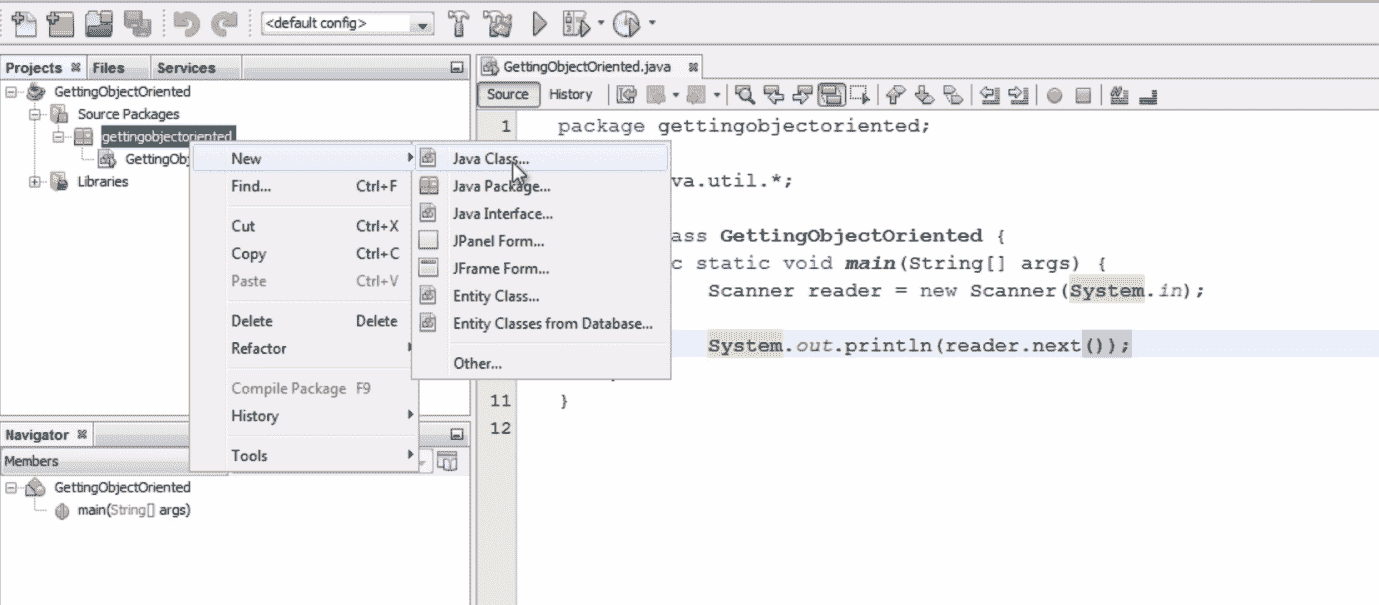 <default config>
Projects Files Services
GettingObjectOriented
Source Packages
gettingobjectoriented
GettingObj
Libraries
Navigator
Members
GettingObjectOriented
main(String[] args)
New
Find... Ctrl+F
Cut Ctrl+X
Copy Ctrl+C
Paste Ctrl+V
Delete Delete
Refactor
Compile Package F9
History
Tools
Java Class...
Java Package...
Java Interface...
JPanel Form...
JFrame Form...
Entity Class...
Entity Classes from Database...
Other...
GettingObjectOriented.java
Source History
1 package gettingobjectoriented;
va.util.*;
ass GettingObjectOriented {
c static void main(String[] args) {
Scanner reader = new Scanner(System.in);
System.out.println(reader.next());
11 }
12